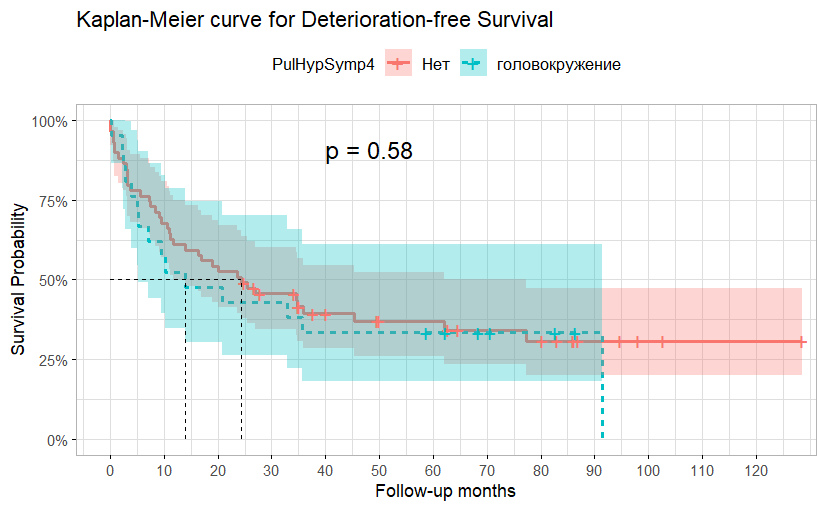 Kaplan-Meier curve for Deterioration-free Survival
PulHypSymp4 Нет головокружение
p = 0.58
Survival Probability
100%
75%
50%
25%
0%
0 10 20 30 40 50 60 70 80 90 100 110 120
Follow-up months